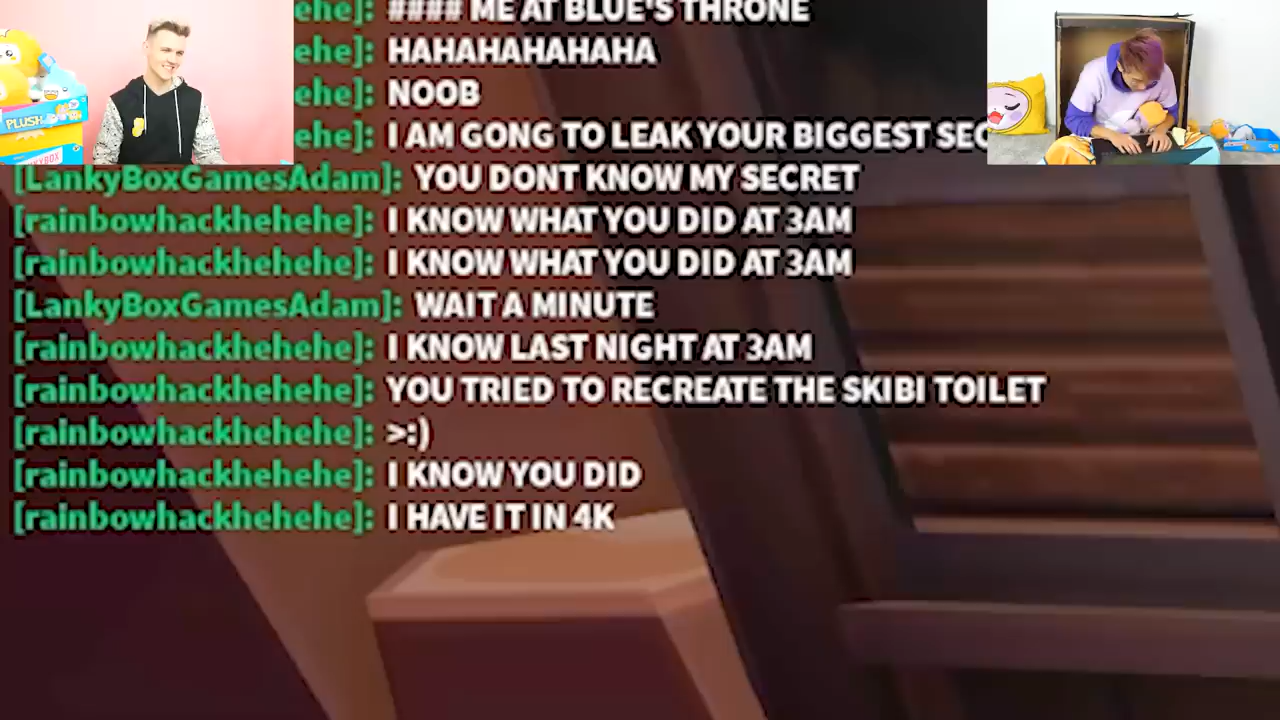 ehe]: #### ME AT BLUE'S THRONE
ehe]: HAHAHAHAHAHA
ehe]: NOOB
ehe]: I AM GONG TO LEAK YOUR BIGGEST SEC
[LankyBoxGamesAdam]: YOU DONT KNOW MY SECRET
[rainbowhackhehehe]: I KNOW WHAT YOU DID AT 3AM
[rainbowhackhehehe]: I KNOW WHAT YOU DID AT 3AM
[LankyBoxGamesAdam]: WAIT A MINUTE
[rainbowhackhehehe]: I KNOW LAST NIGHT AT 3AM
[rainbowhackhehehe]: YOU TRIED TO RECREATE THE SKIBI TOILET
[rainbowhackhehehe]: >:)
[rainbowhackhehehe]: I KNOW YOU DID
[rainbowhackhehehe]: I HAVE IT IN 4K
PLUSH